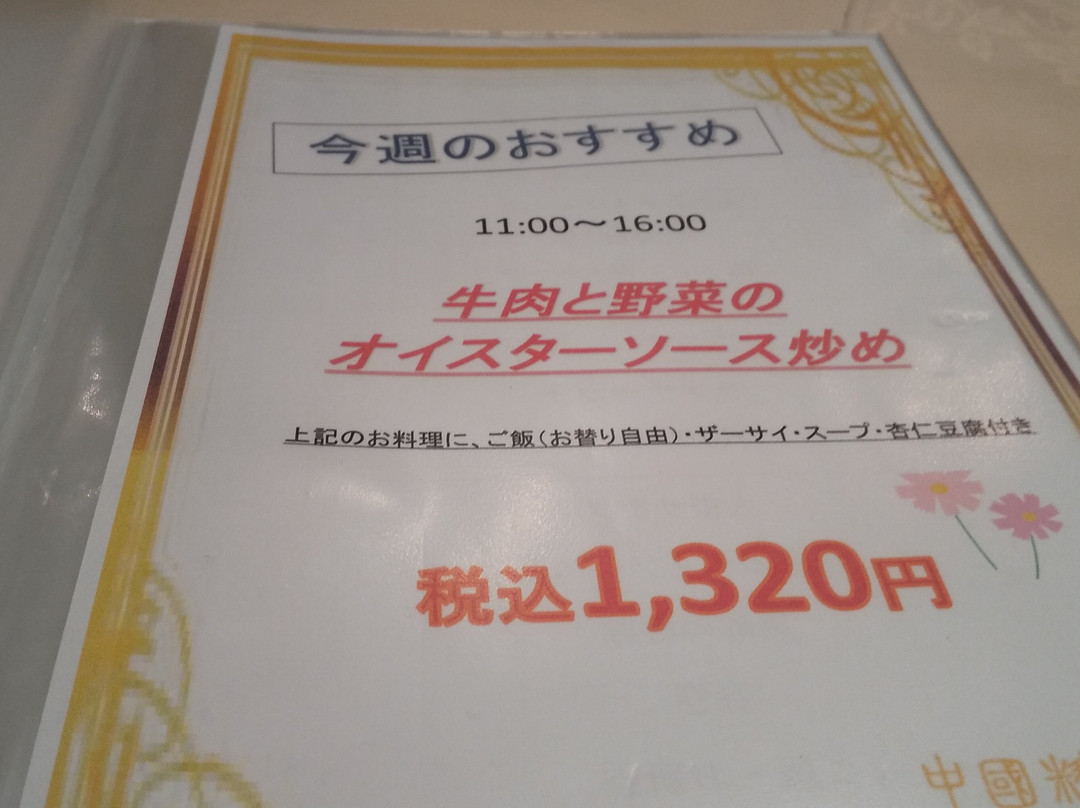 今週のおすすめ
11:00～16:00
牛肉と野菜の
オイスターソース炒め
上記のお料理に、ご飯(お替り自由)・ザーサイ・スープ・杏仁豆腐付き
税込1,320円
中國